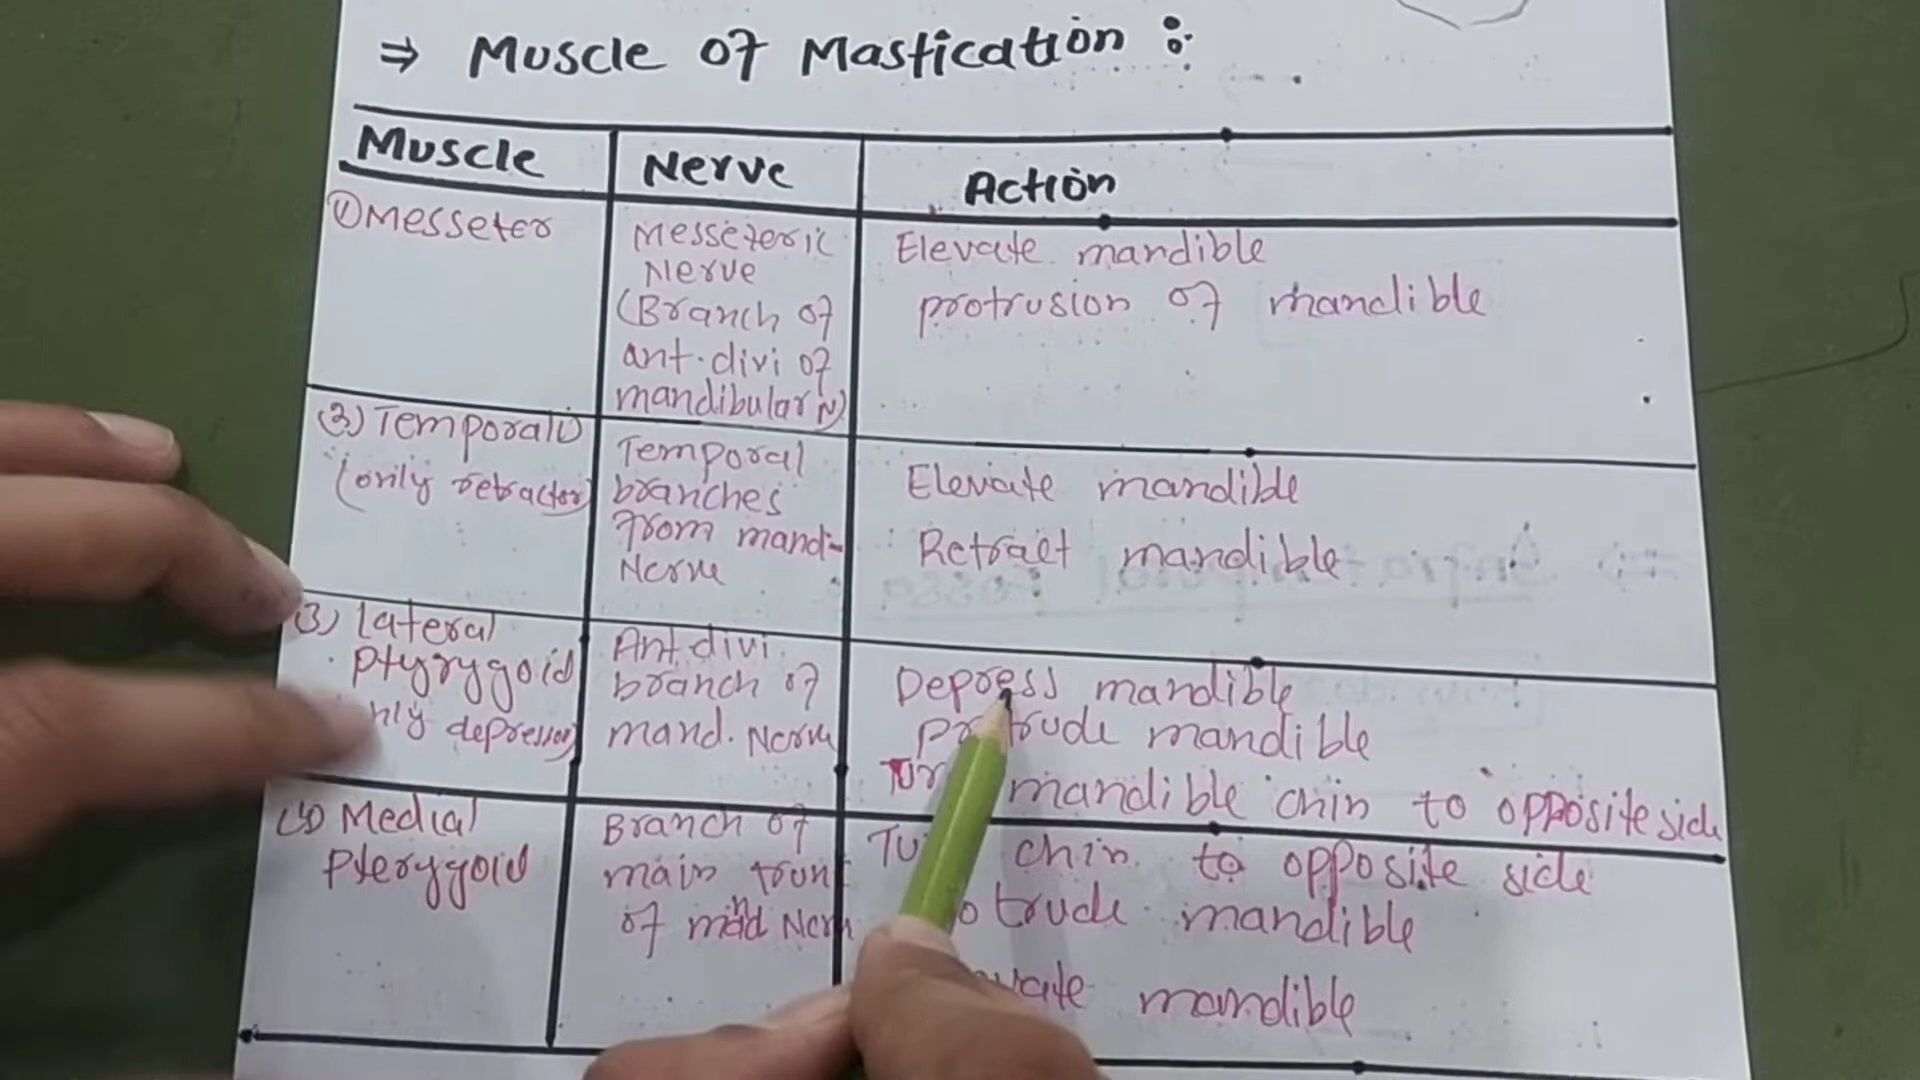 ⇒ Muscle of Mastication :
Muscle
Nerve
Action
① Messeter
Messeteric
Nerve
(Branch of
ant. divi of
mandibular N)
Elevate mandible
protrusion of mandible
(2) Temporalis
(only retractor)
Temporal
branches
from mandi-
Nerve
Elevate mandible
Retract mandible
(3) Lateral
Ptyrygoid
depressor)
Ant. divi.
branch of
mand. Nerve
Depress mandible
mandible
mandible chin to opposite side
(4) Medial
Pterygoid
Branch of
main trunk
of mand Nerve
chin to opposite side
mandible
mandible